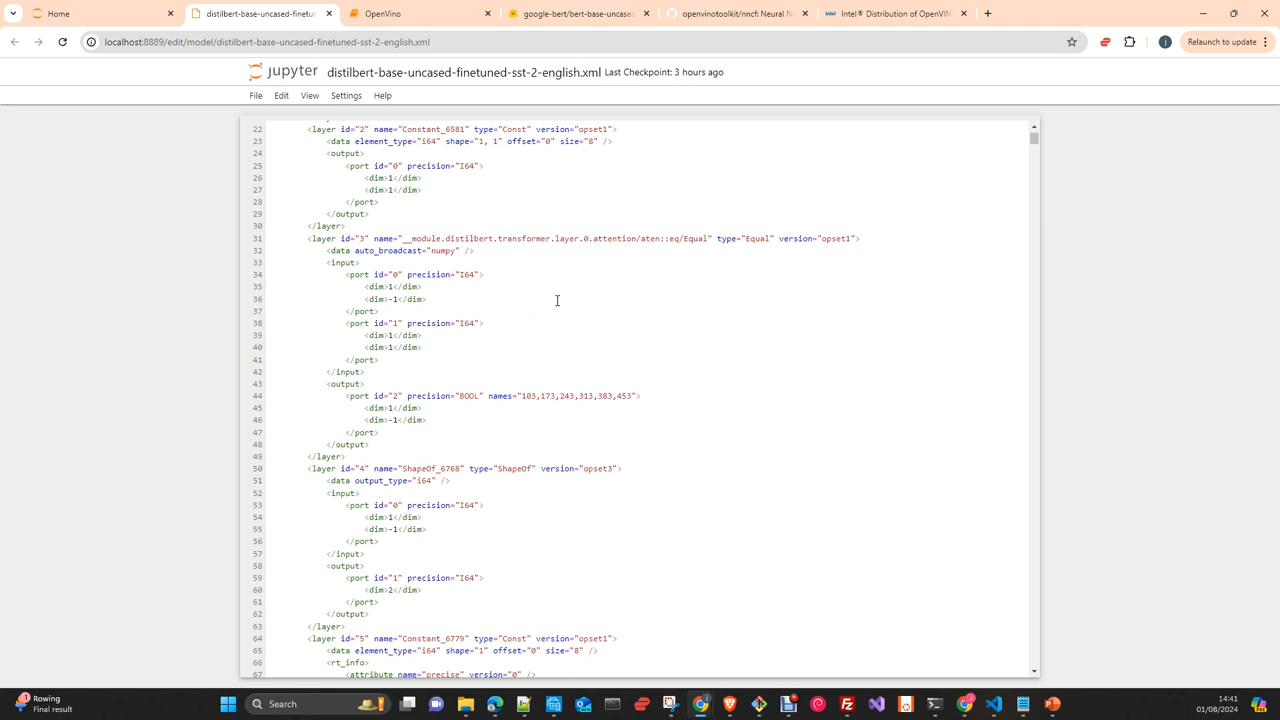 Home
distilbert-base-uncased-finetun
OpenVino
google-bert/bert-base-uncased
openvinotoolkit/nncf: Neural N
Intel® Distribution of OpenVIN
localhost:8889/edit/model/distilbert-base-uncased-finetuned-sst-2-english.xml
Relaunch to update
jupyter distilbert-base-uncased-finetuned-sst-2-english.xml Last Checkpoint: 3 hours ago
File Edit View Settings Help
22 <layer id="2" name="Constant_6581" type="Const" version="opset1">
23 <data element_type="i64" shape="1, 1" offset="0" size="8" />
24 <output>
25 <port id="0" precision="I64">
26 <dim>1</dim>
27 <dim>1</dim>
28 </port>
29 </output>
30 </layer>
31 <layer id="3" name="__module.distilbert.transformer.layer.0.attention/aten::eq/Equal" type="Equal" version="opset1">
32 <data auto_broadcast="numpy" />
33 <input>
34 <port id="0" precision="I64">
35 <dim>1</dim>
36 <dim>-1</dim>
37 </port>
38 <port id="1" precision="I64">
39 <dim>1</dim>
40 <dim>1</dim>
41 </port>
42 </input>
43 <output>
44 <port id="2" precision="BOOL" names="103,173,243,313,383,453">
45 <dim>1</dim>
46 <dim>-1</dim>
47 </port>
48 </output>
49 </layer>
50 <layer id="4" name="ShapeOf_6768" type="ShapeOf" version="opset3">
51 <data output_type="i64" />
52 <input>
53 <port id="0" precision="I64">
54 <dim>1</dim>
55 <dim>-1</dim>
56 </port>
57 </input>
58 <output>
59 <port id="1" precision="I64">
60 <dim>2</dim>
61 </port>
62 </output>
63 </layer>
64 <layer id="5" name="Constant_6779" type="Const" version="opset1">
65 <data element_type="i64" shape="1" offset="0" size="8" />
66 <rt_info>
67 <attribute name="precise" version="0" />
Rowing
Final result
Search
14:41
01/08/2024